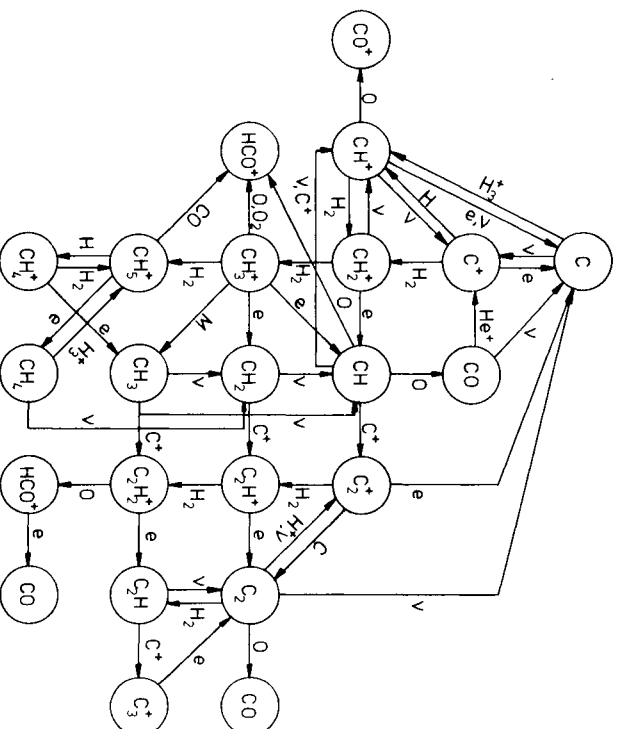 CO⁺
O
CH⁺
H₃⁺
e,ν
H
ν
C⁺
ν
e
C
He⁺
ν
CO
H₂
ν
H₂
CH₂⁺
e
O
CH
O
ν,C⁺
HCO⁺
O,O₂
CH₃⁺
H₂
e
e
M
CH₂
ν
C⁺
C⁺
C₂⁺
e
CO
H₂
CH₅⁺
H
H₂
CH₄⁺
e
e
H₃⁺
CH₃
ν
CH₄
ν
ν
C⁺
C₂H⁺
H₂
H⁺,ν
C
e
C₂
ν
O
CO
C₂H₂⁺
H₂
e
C₂H
ν
H₂
C⁺
C₃⁺
e
O
HCO⁺
e
CO